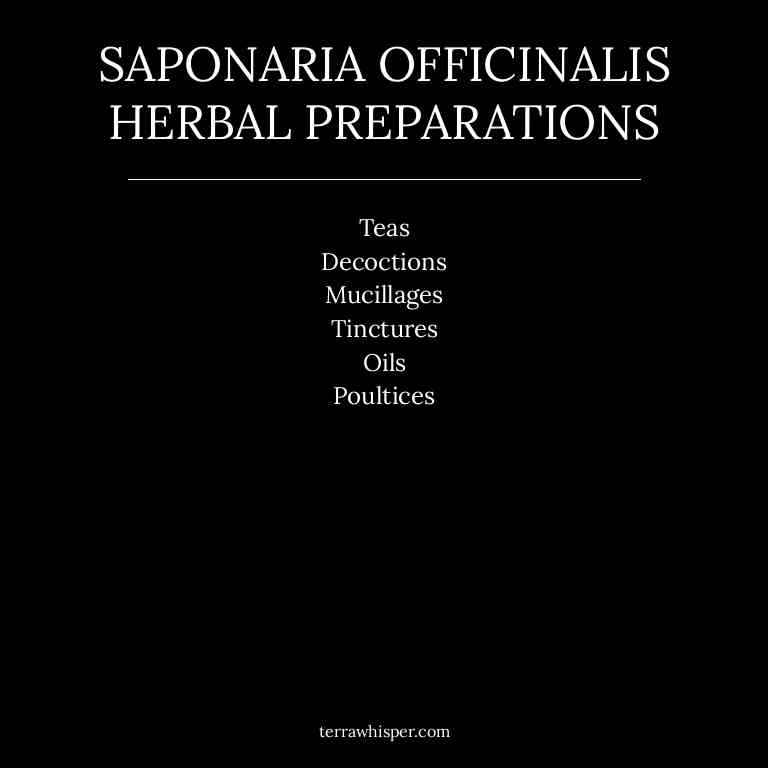 SAPONARIA OFFICINALIS
HERBAL PREPARATIONS
Teas
Decoctions
Mucillages
Tinctures
Oils
Poultices
terrawhisper.com